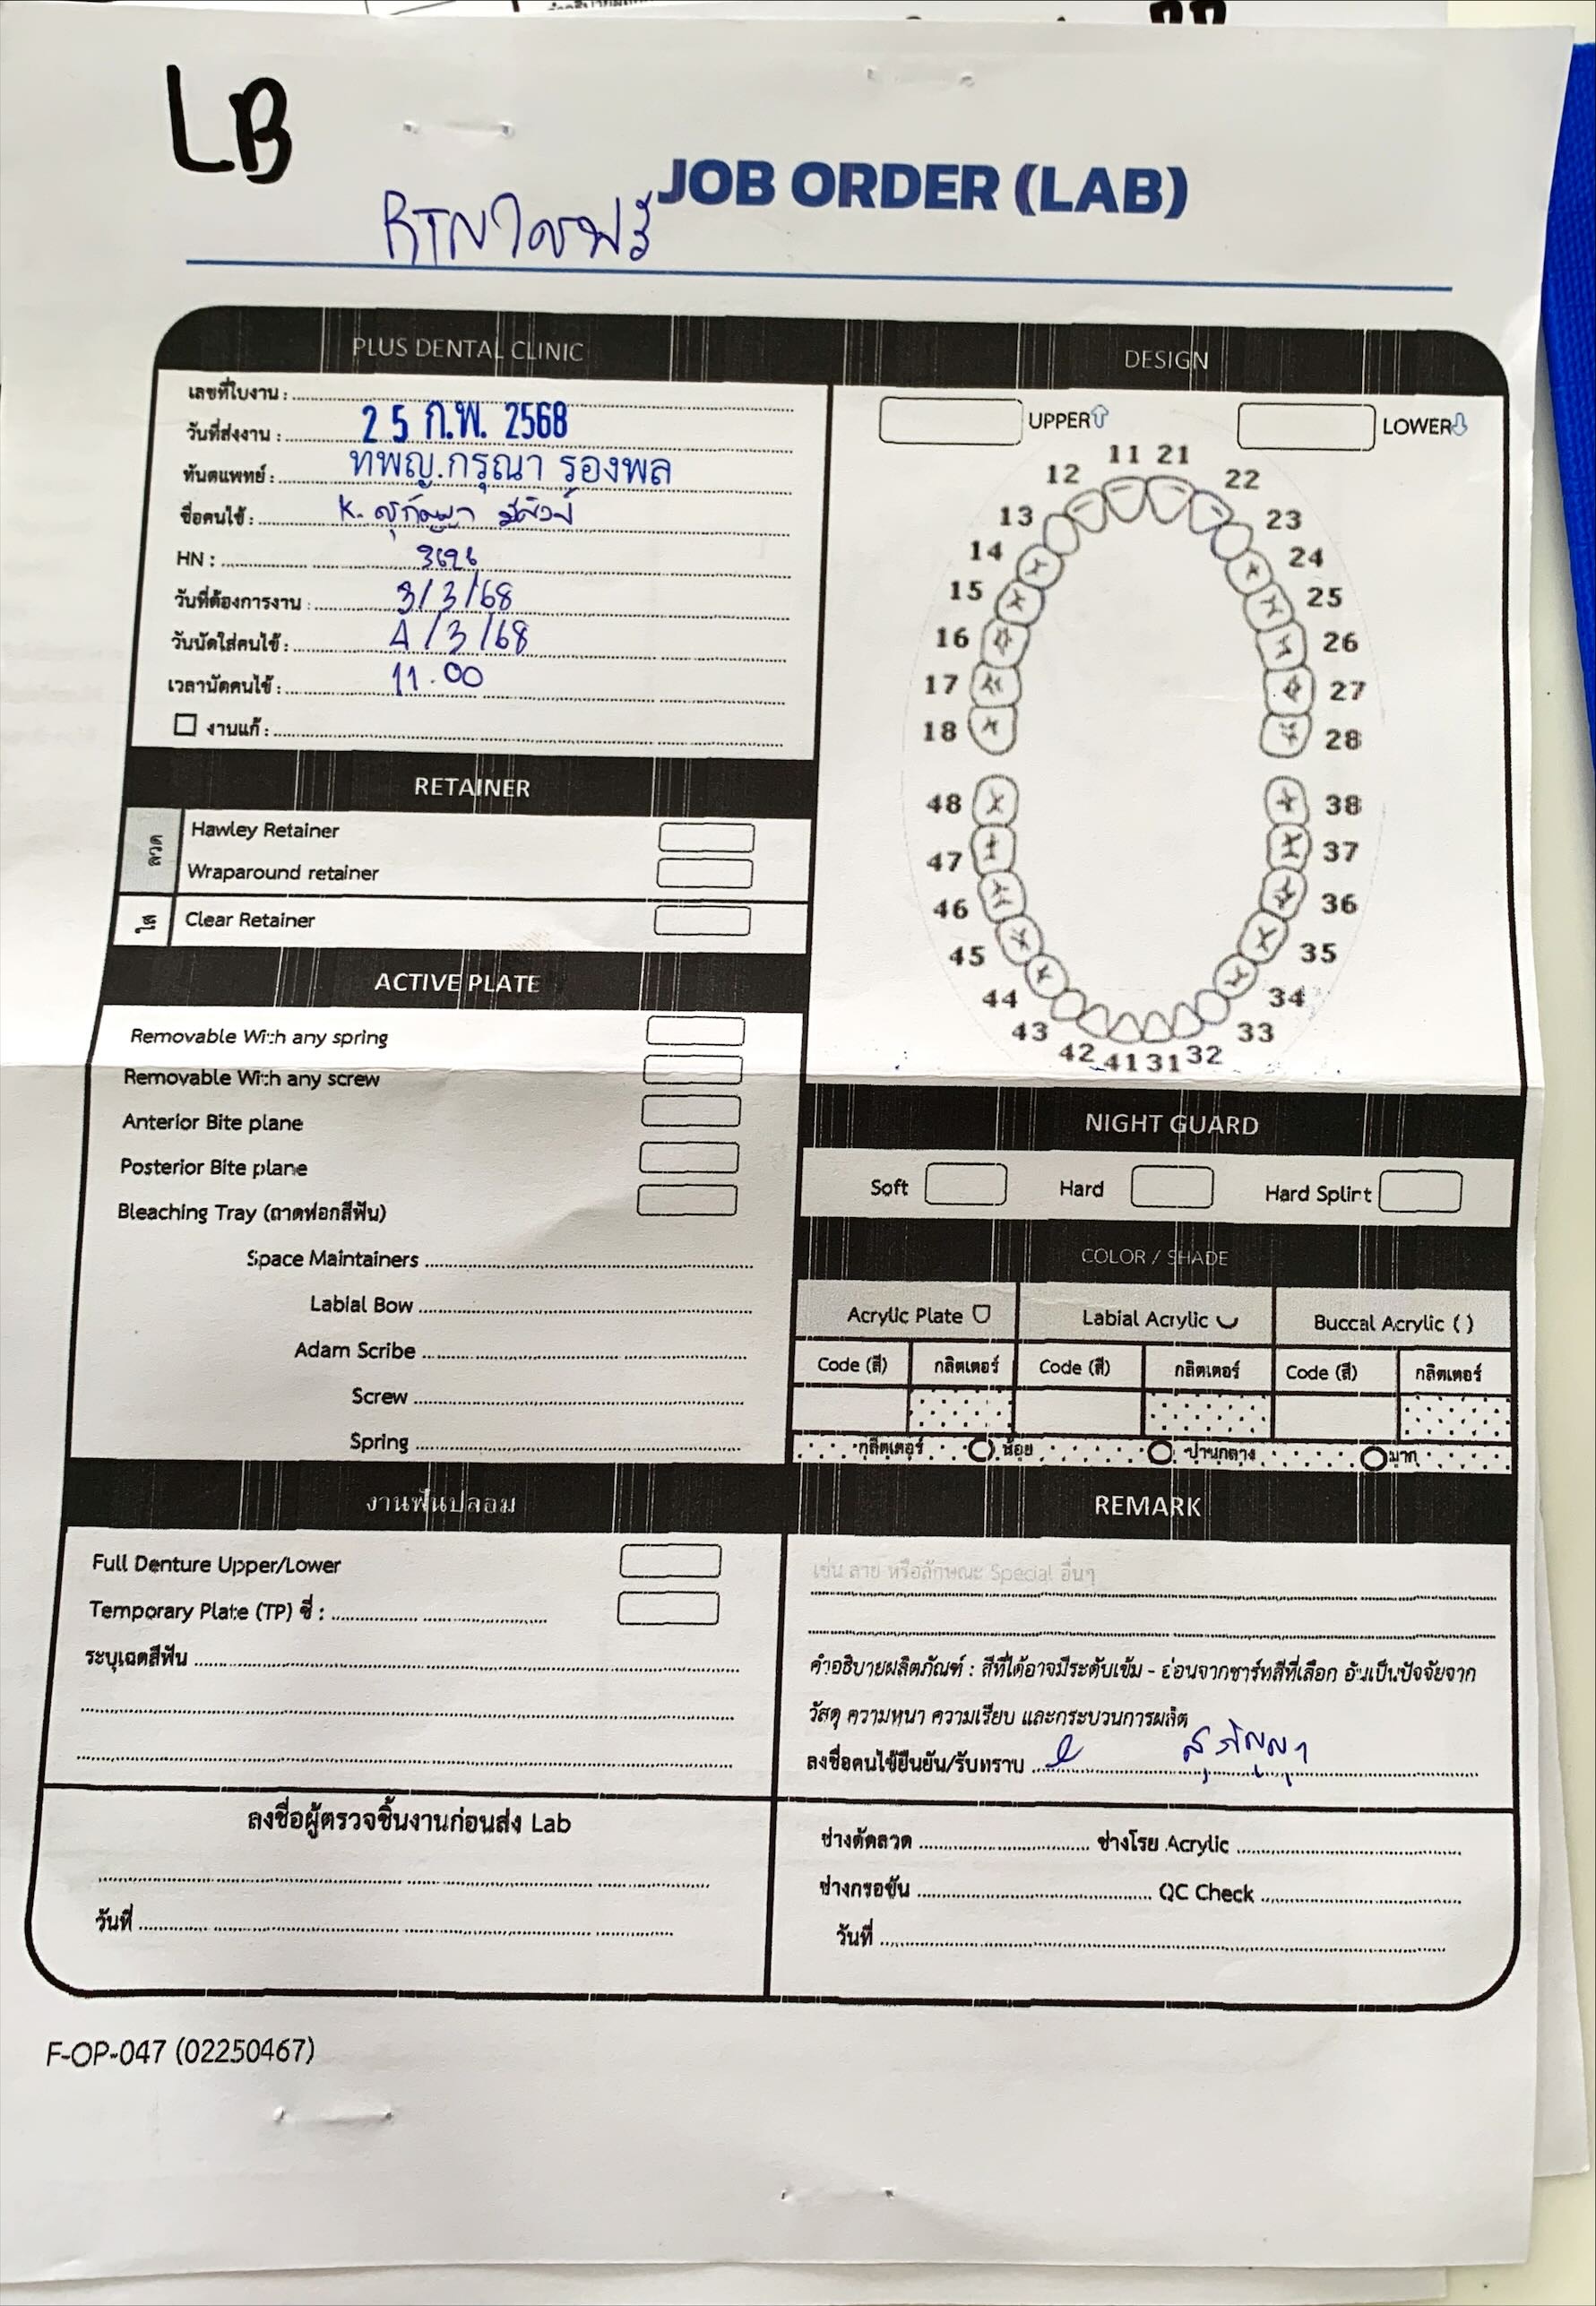 LB
JOB ORDER (LAB)
RTNใสฟรี
PLUS DENTAL CLINIC
เลขที่ใบงาน :
วันที่ส่งงาน : 25 ก.พ. 2568
ทันตแพทย์ : ทพญ.กรุณา รองพล
ชื่อคนไข้ : K. สุกัญญา
HN : 3696
วันที่ต้องการงาน : 3/3/68
วันนัดใส่คนไข้ : 4/3/68
เวลานัดคนไข้ : 11.00
งานแก้ :
RETAINER
ลวด
Hawley Retainer
Wraparound retainer
ใส
Clear Retainer
ACTIVE PLATE
Removable With any spring
Removable With any screw
Anterior Bite plane
Posterior Bite plane
Bleaching Tray (ถาดฟอกสีฟัน)
Space Maintainers
Labial Bow
Adam Scribe
Screw
Spring
DESIGN
UPPER LOWER
11 21
12 22
13 23
14 24
15 25
16 26
17 27
18 28
48 38
47 37
46 36
45 35
44 34
43 33
42 41 31 32
NIGHT GUARD
Soft Hard Hard Splint
COLOR / SHADE
Acrylic Plate Labial Acrylic Buccal Acrylic ( )
Code (สี) กลิตเตอร์ Code (สี) กลิตเตอร์ Code (สี) กลิตเตอร์
กลิตเตอร์ น้อย ปานกลาง มาก
งานฟันปลอม
Full Denture Upper/Lower
Temporary Plate (TP) ซี่ :
ระบุเฉดสีฟัน
REMARK
เช่น ลาย หรือลักษณะ Special อื่นๆ
คำอธิบายผลิตภัณฑ์ : สีที่ได้อาจมีระดับเข้ม - อ่อนจากชาร์ทสีที่เลือก อันเป็นปัจจัยจาก
วัสดุ ความหนา ความเรียบ และกระบวนการผลิต
ลงชื่อคนไข้ยืนยัน/รับทราบ สุกัญญา
ลงชื่อผู้ตรวจชิ้นงานก่อนส่ง Lab
วันที่
ช่างดัดลวด ช่างโรย Acrylic
ช่างกรอขัน QC Check
วันที่
F-OP-047 (02250467)